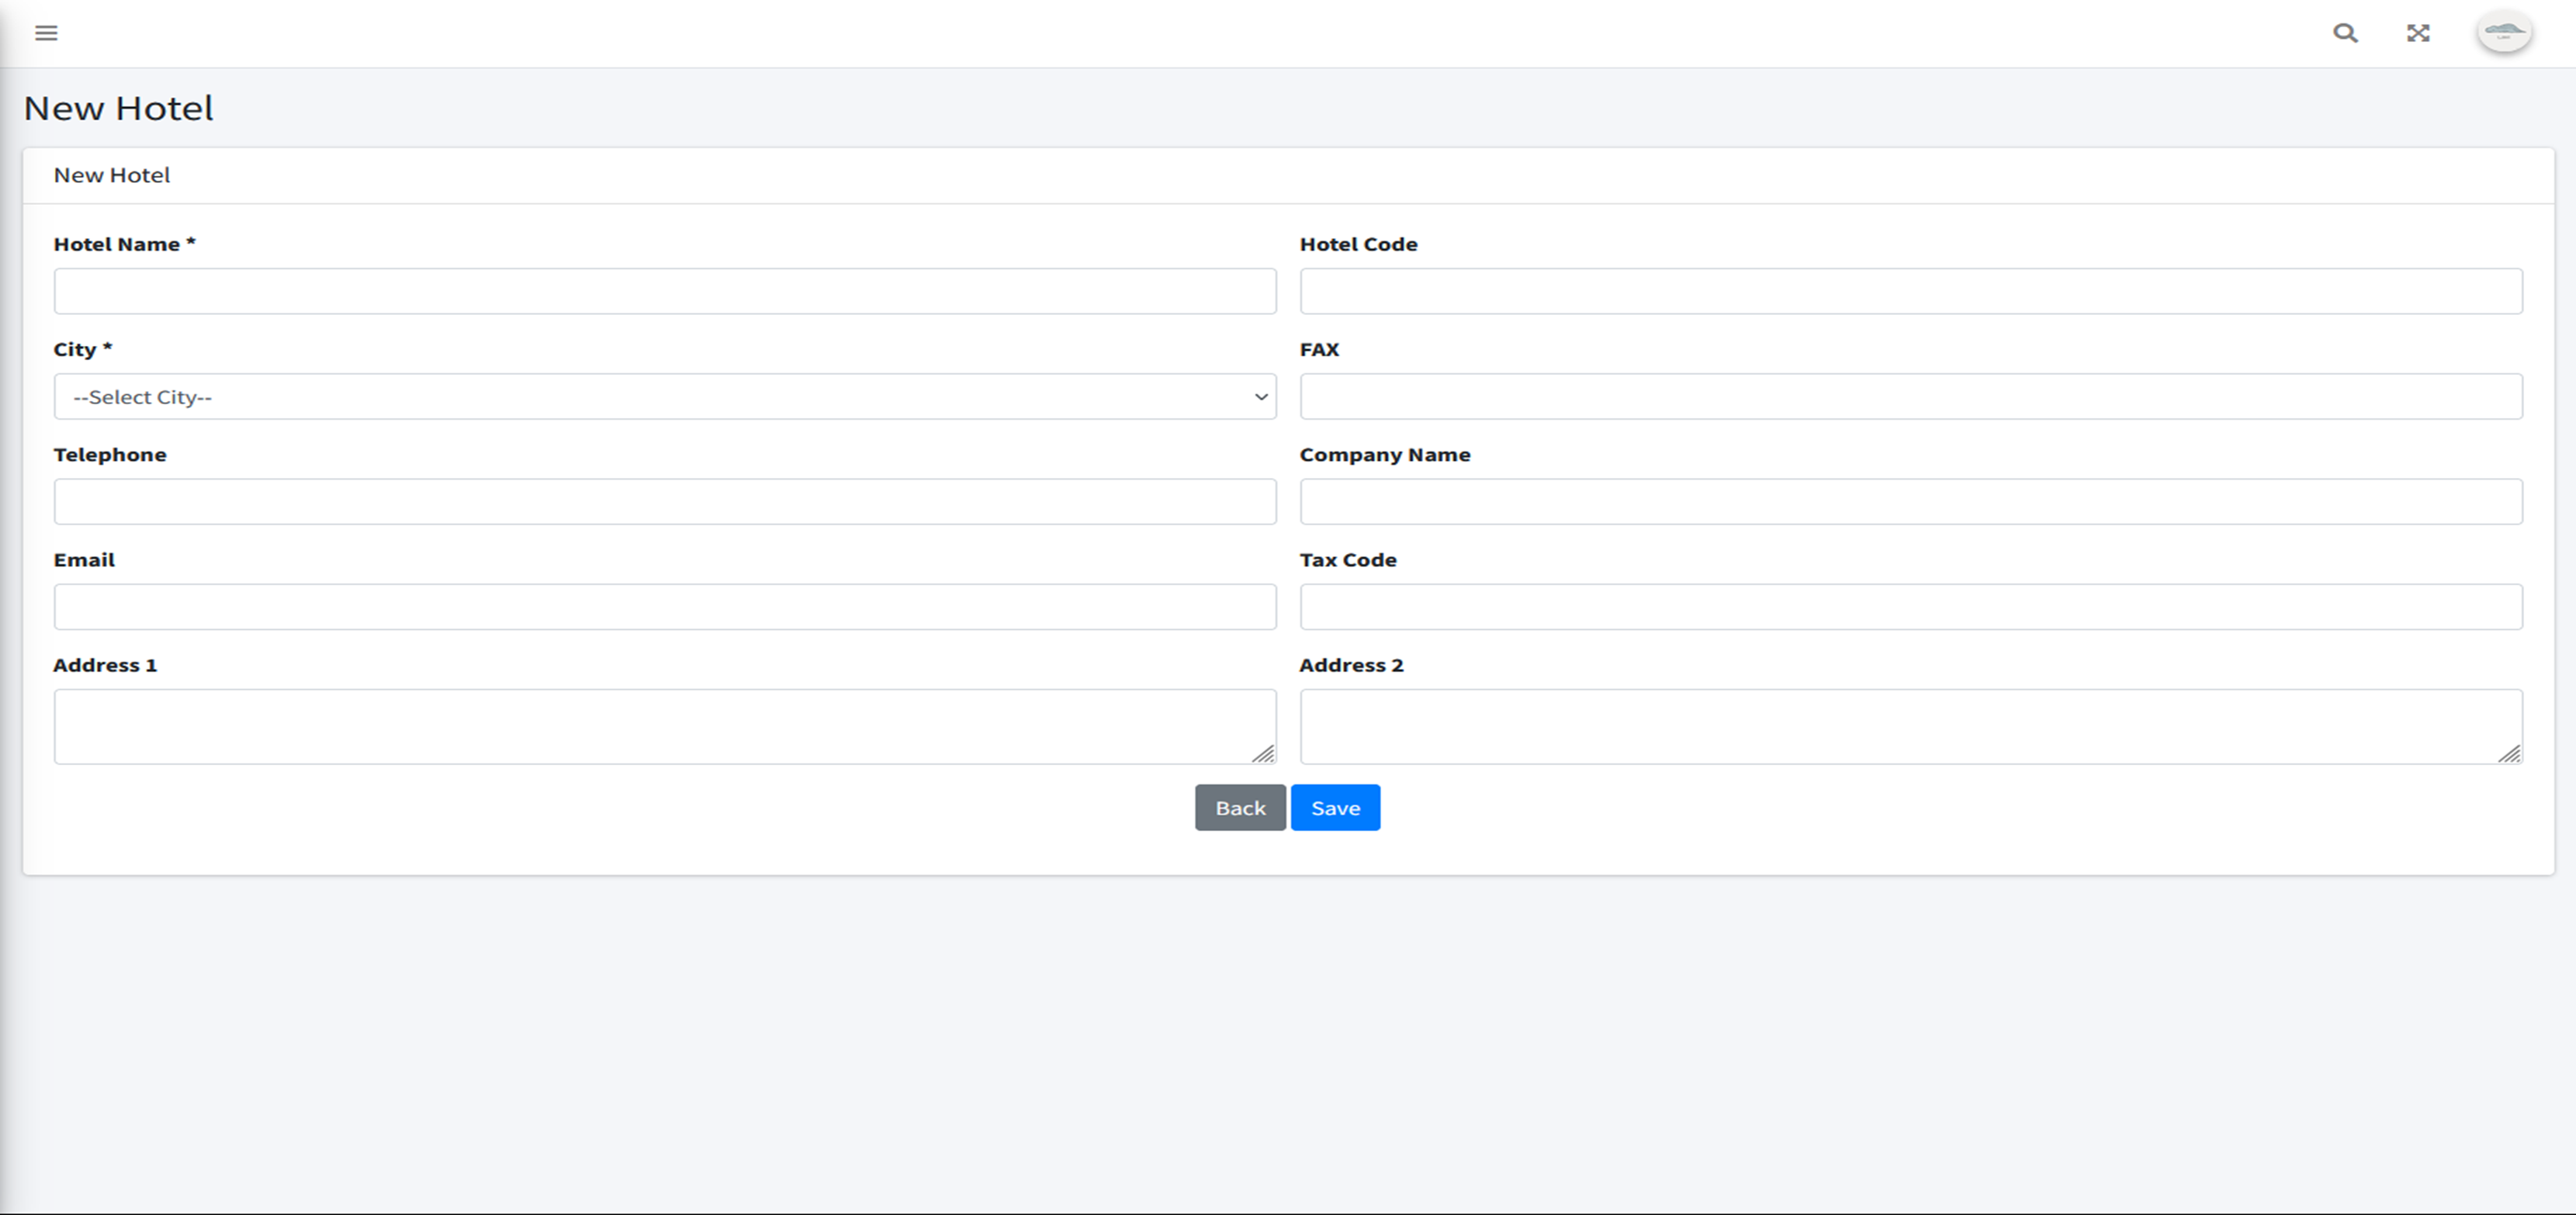 New Hotel
New Hotel
Hotel Name *
Hotel Code
City *
FAX
--Select City--
Telephone
Company Name
Email
Tax Code
Address 1
Address 2
Back
Save